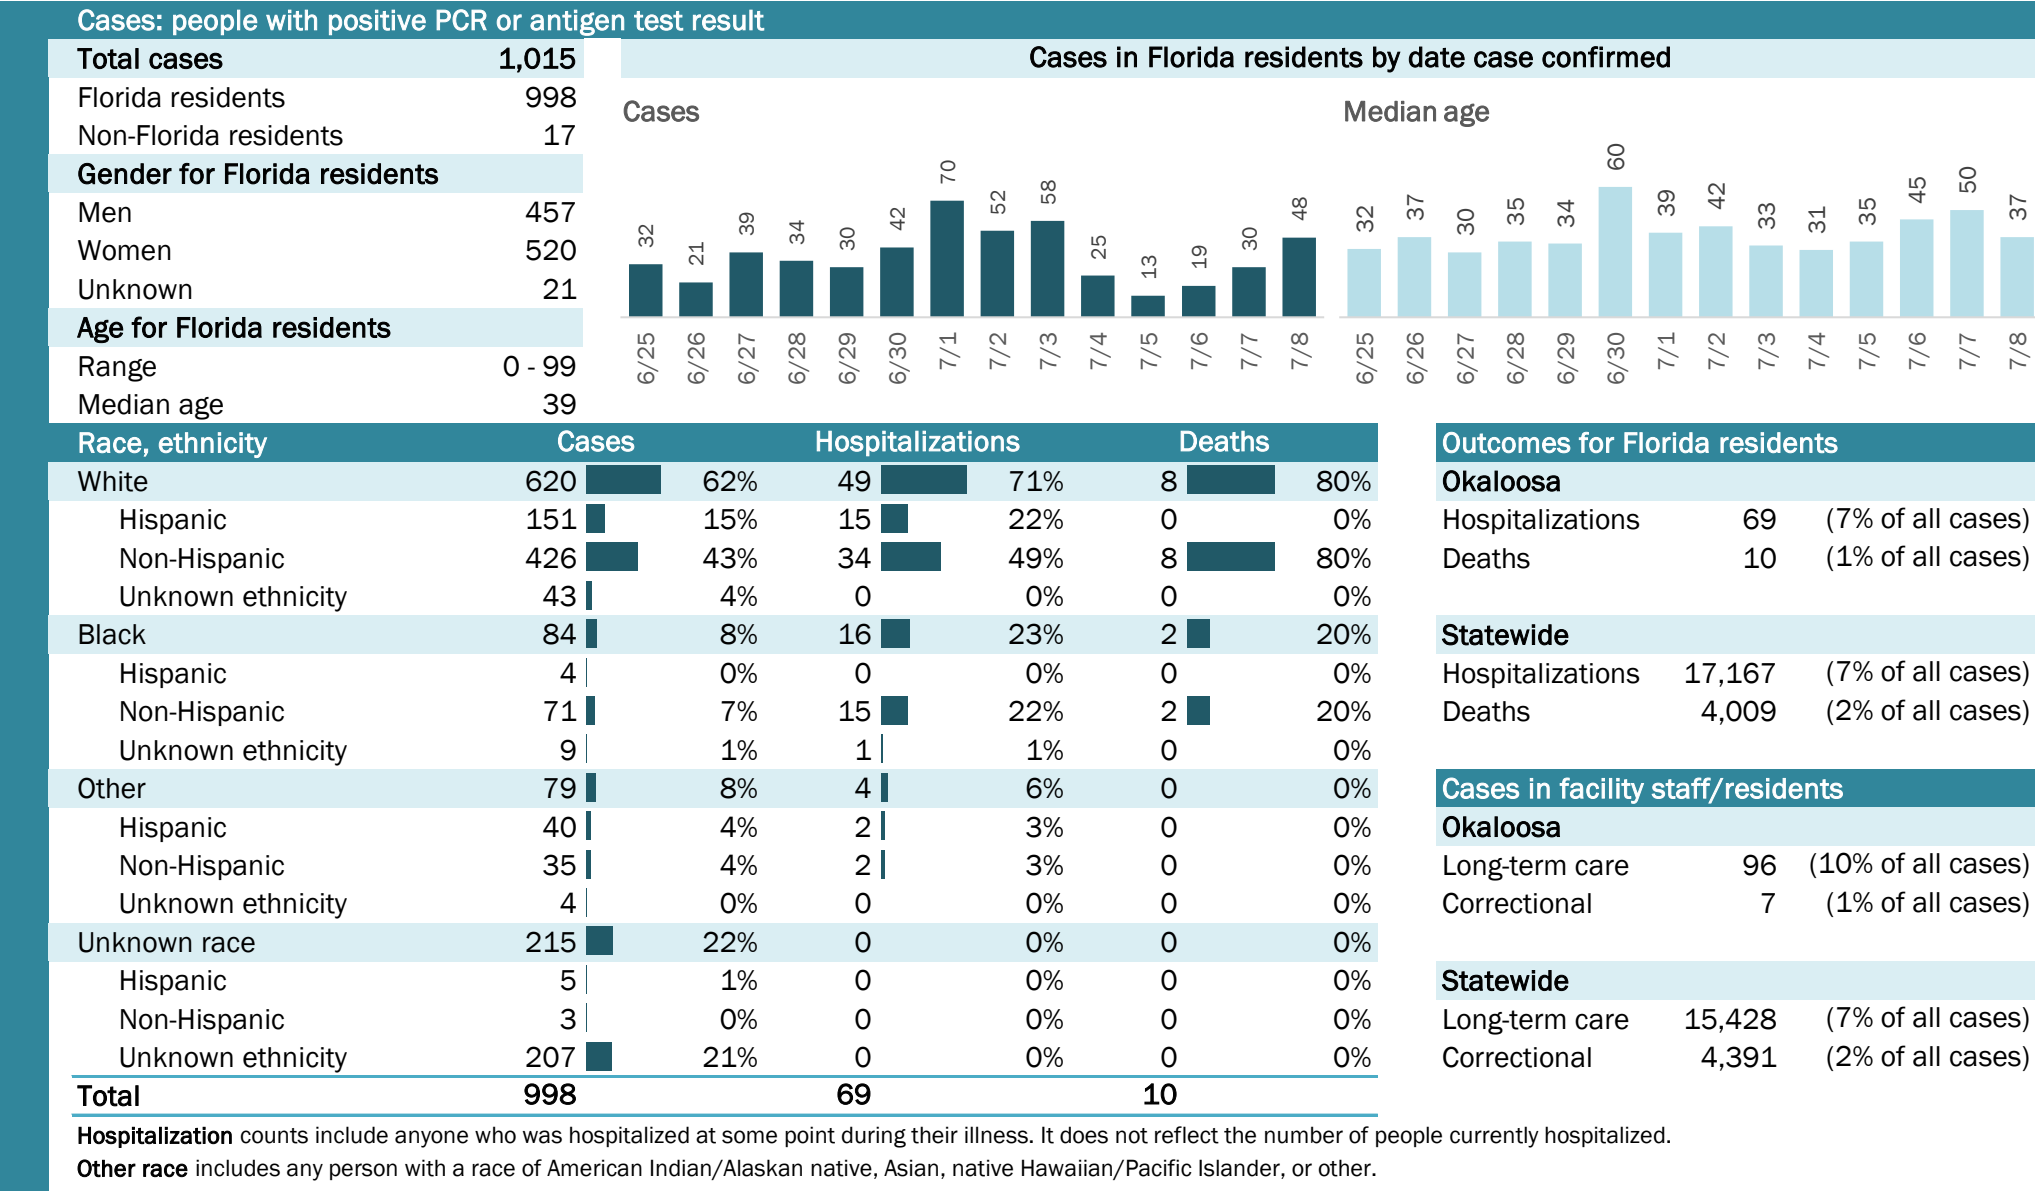 Cases: people with positive PCR or antigen test result
Total cases 1,015
Florida residents 998
Non-Florida residents 17
Gender for Florida residents
Men 457
Women 520
Unknown 21
Age for Florida residents
Range 0 - 99
Median age 39
Cases in Florida residents by date case confirmed
Cases
32 21 39 34 30 42 70 52 58 25 13 19 30 48
6/25 6/26 6/27 6/28 6/29 6/30 7/1 7/2 7/3 7/4 7/5 7/6 7/7 7/8
Median age
32 37 30 35 34 60 39 42 33 31 35 45 50 37
6/25 6/26 6/27 6/28 6/29 6/30 7/1 7/2 7/3 7/4 7/5 7/6 7/7 7/8
Race, ethnicity Cases Hospitalizations Deaths
White 620 62% 49 71% 8 80%
Hispanic 151 15% 15 22% 0 0%
Non-Hispanic 426 43% 34 49% 8 80%
Unknown ethnicity 43 4% 0 0% 0 0%
Black 84 8% 16 23% 2 20%
Hispanic 4 0% 0 0% 0 0%
Non-Hispanic 71 7% 15 22% 2 20%
Unknown ethnicity 9 1% 1 1% 0 0%
Other 79 8% 4 6% 0 0%
Hispanic 40 4% 2 3% 0 0%
Non-Hispanic 35 4% 2 3% 0 0%
Unknown ethnicity 4 0% 0 0% 0 0%
Unknown race 215 22% 0 0% 0 0%
Hispanic 5 1% 0 0% 0 0%
Non-Hispanic 3 0% 0 0% 0 0%
Unknown ethnicity 207 21% 0 0% 0 0%
Total 998 69 10
Outcomes for Florida residents
Okaloosa
Hospitalizations 69 (7% of all cases)
Deaths 10 (1% of all cases)
Statewide
Hospitalizations 17,167 (7% of all cases)
Deaths 4,009 (2% of all cases)
Cases in facility staff/residents
Okaloosa
Long-term care 96 (10% of all cases)
Correctional 7 (1% of all cases)
Statewide
Long-term care 15,428 (7% of all cases)
Correctional 4,391 (2% of all cases)
Hospitalization counts include anyone who was hospitalized at some point during their illness. It does not reflect the number of people currently hospitalized.
Other race includes any person with a race of American Indian/Alaskan native, Asian, native Hawaiian/Pacific Islander, or other.